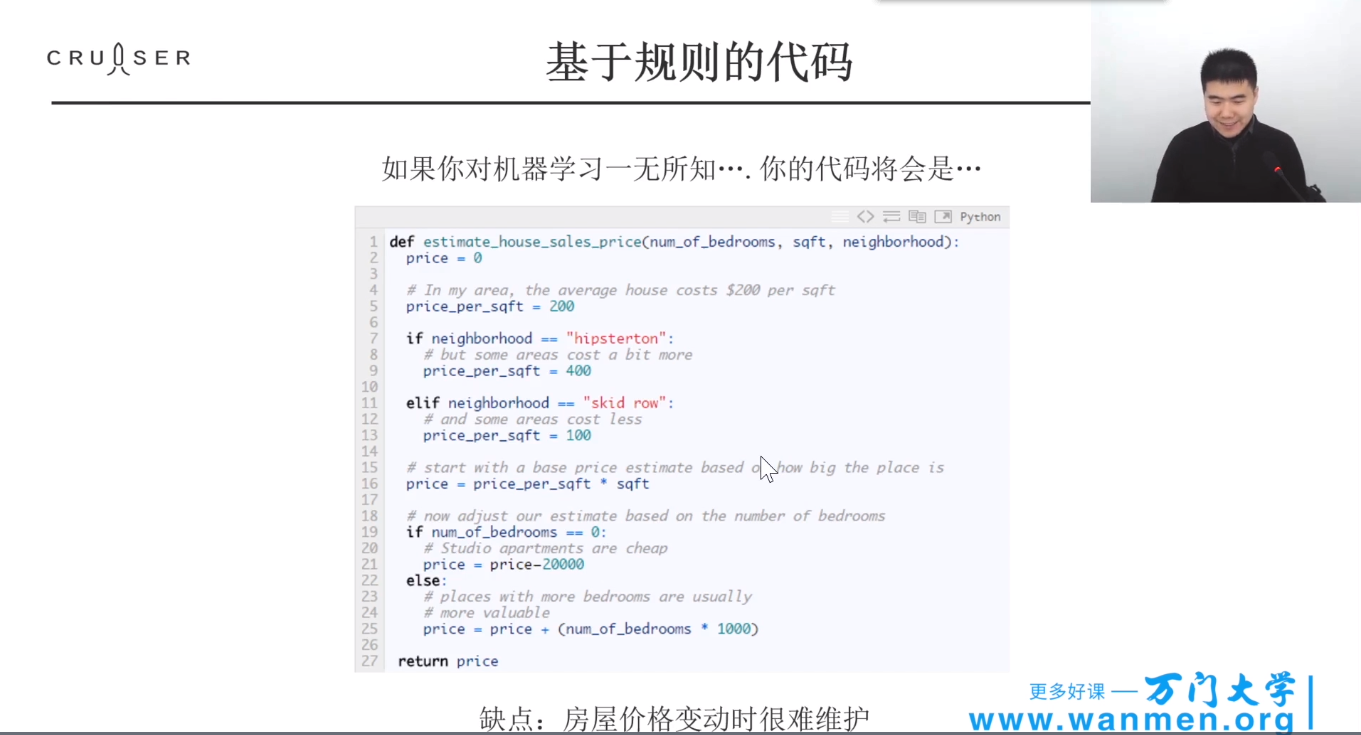 CRUISER
基于规则的代码
如果你对机器学习一无所知…. 你的代码将会是…
Python
1 def estimate_house_sales_price(num_of_bedrooms, sqft, neighborhood):
2 price = 0
3
4 # In my area, the average house costs $200 per sqft
5 price_per_sqft = 200
6
7 if neighborhood == "hipsterton":
8 # but some areas cost a bit more
9 price_per_sqft = 400
10
11 elif neighborhood == "skid row":
12 # and some areas cost less
13 price_per_sqft = 100
14
15 # start with a base price estimate based on how big the place is
16 price = price_per_sqft * sqft
17
18 # now adjust our estimate based on the number of bedrooms
19 if num_of_bedrooms == 0:
20 # Studio apartments are cheap
21 price = price-20000
22 else:
23 # places with more bedrooms are usually
24 # more valuable
25 price = price + (num_of_bedrooms * 1000)
26
27 return price
缺点：房屋价格变动时很难维护
更多好课 — 万门大学
www.wanmen.org